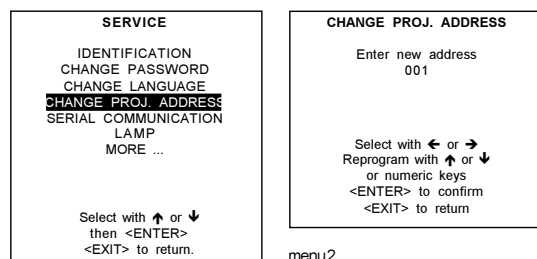 SERVICE
IDENTIFICATION
CHANGE PASSWORD
CHANGE LANGUAGE
CHANGE PROJ. ADDRESS
SERIAL COMMUNICATION
LAMP
MORE ...
Select with ↑ or ↓
then <ENTER>
<EXIT> to return.
CHANGE PROJ. ADDRESS
Enter new address
001
Select with ← or →
Reprogram with ↑ or ↓
or numeric keys
<ENTER> to confirm
<EXIT> to return
menu2